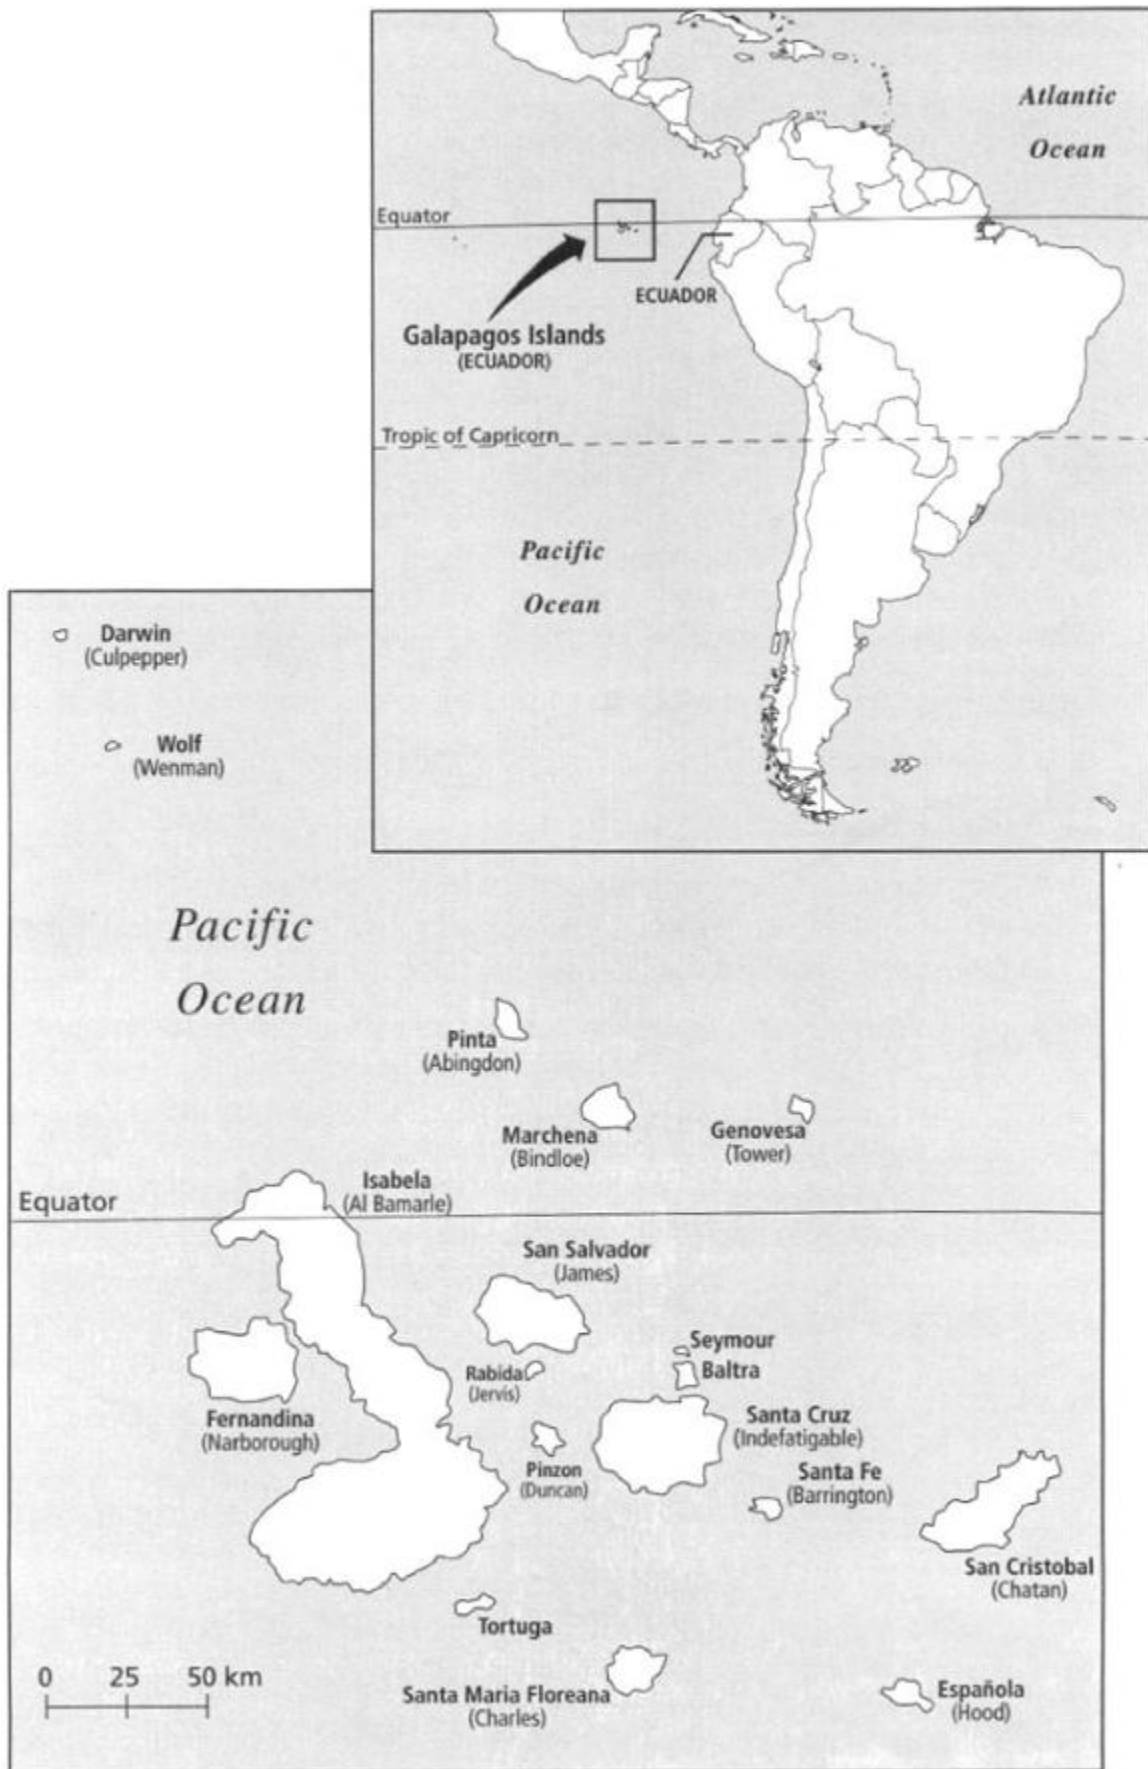 Atlantic
Ocean
Equator
ECUADOR
Galapagos Islands
(ECUADOR)
Tropic of Capricorn
Pacific
Ocean
Darwin
(Culpepper)
Wolf
(Wenman)
Pacific
Ocean
Pinta
(Abingdon)
Marchena
(Bindloe)
Genovesa
(Tower)
Isabela
(Al Bamarle)
Equator
San Salvador
(James)
Seymour
Baltra
Rabida
(Jervis)
Fernandina
(Narborough)
Santa Cruz
(Indefatigable)
Pinzon
(Duncan)
Santa Fe
(Barrington)
San Cristobal
(Chatan)
Tortuga
0 25 50 km
Santa Maria Floreana
(Charles)
Española
(Hood)